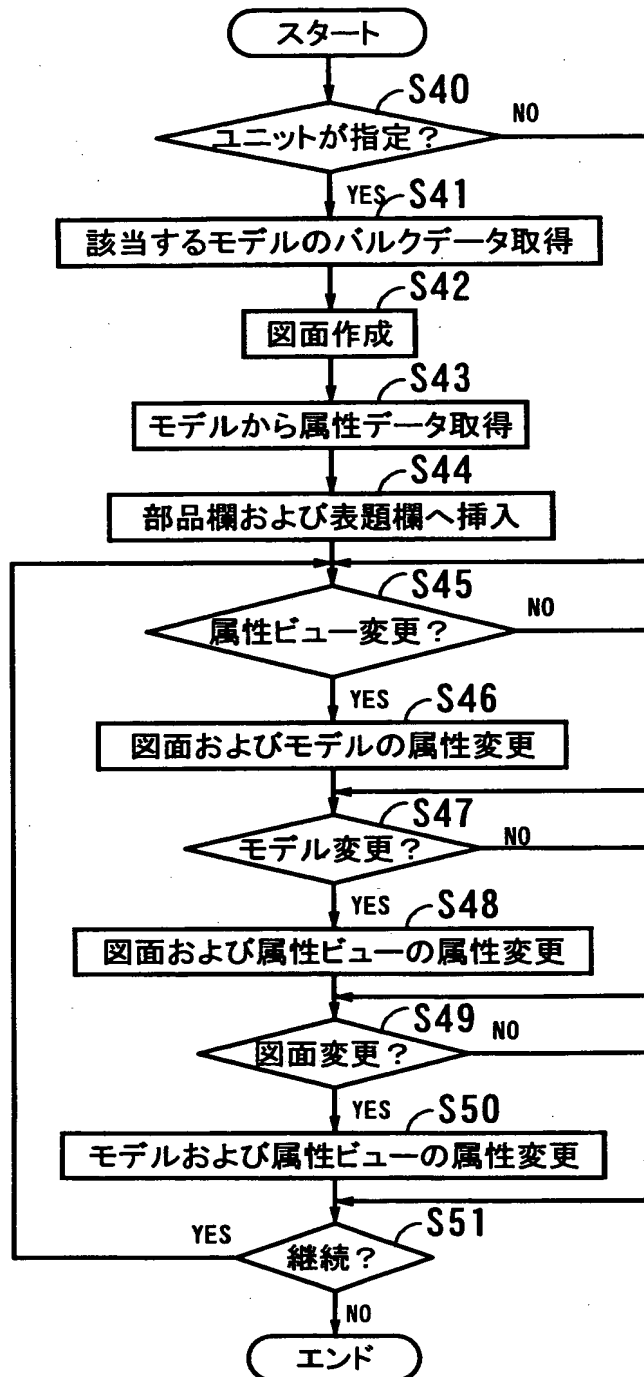 スタート
S40
ユニットが指定？
NO
YES
S41
該当するモデルのバルクデータ取得
S42
図面作成
S43
モデルから属性データ取得
S44
部品欄および表題欄へ挿入
S45
属性ビュー変更？
NO
YES
S46
図面およびモデルの属性変更
S47
モデル変更？
NO
YES
S48
図面および属性ビューの属性変更
S49
図面変更？
NO
YES
S50
モデルおよび属性ビューの属性変更
S51
YES
継続？
NO
エンド